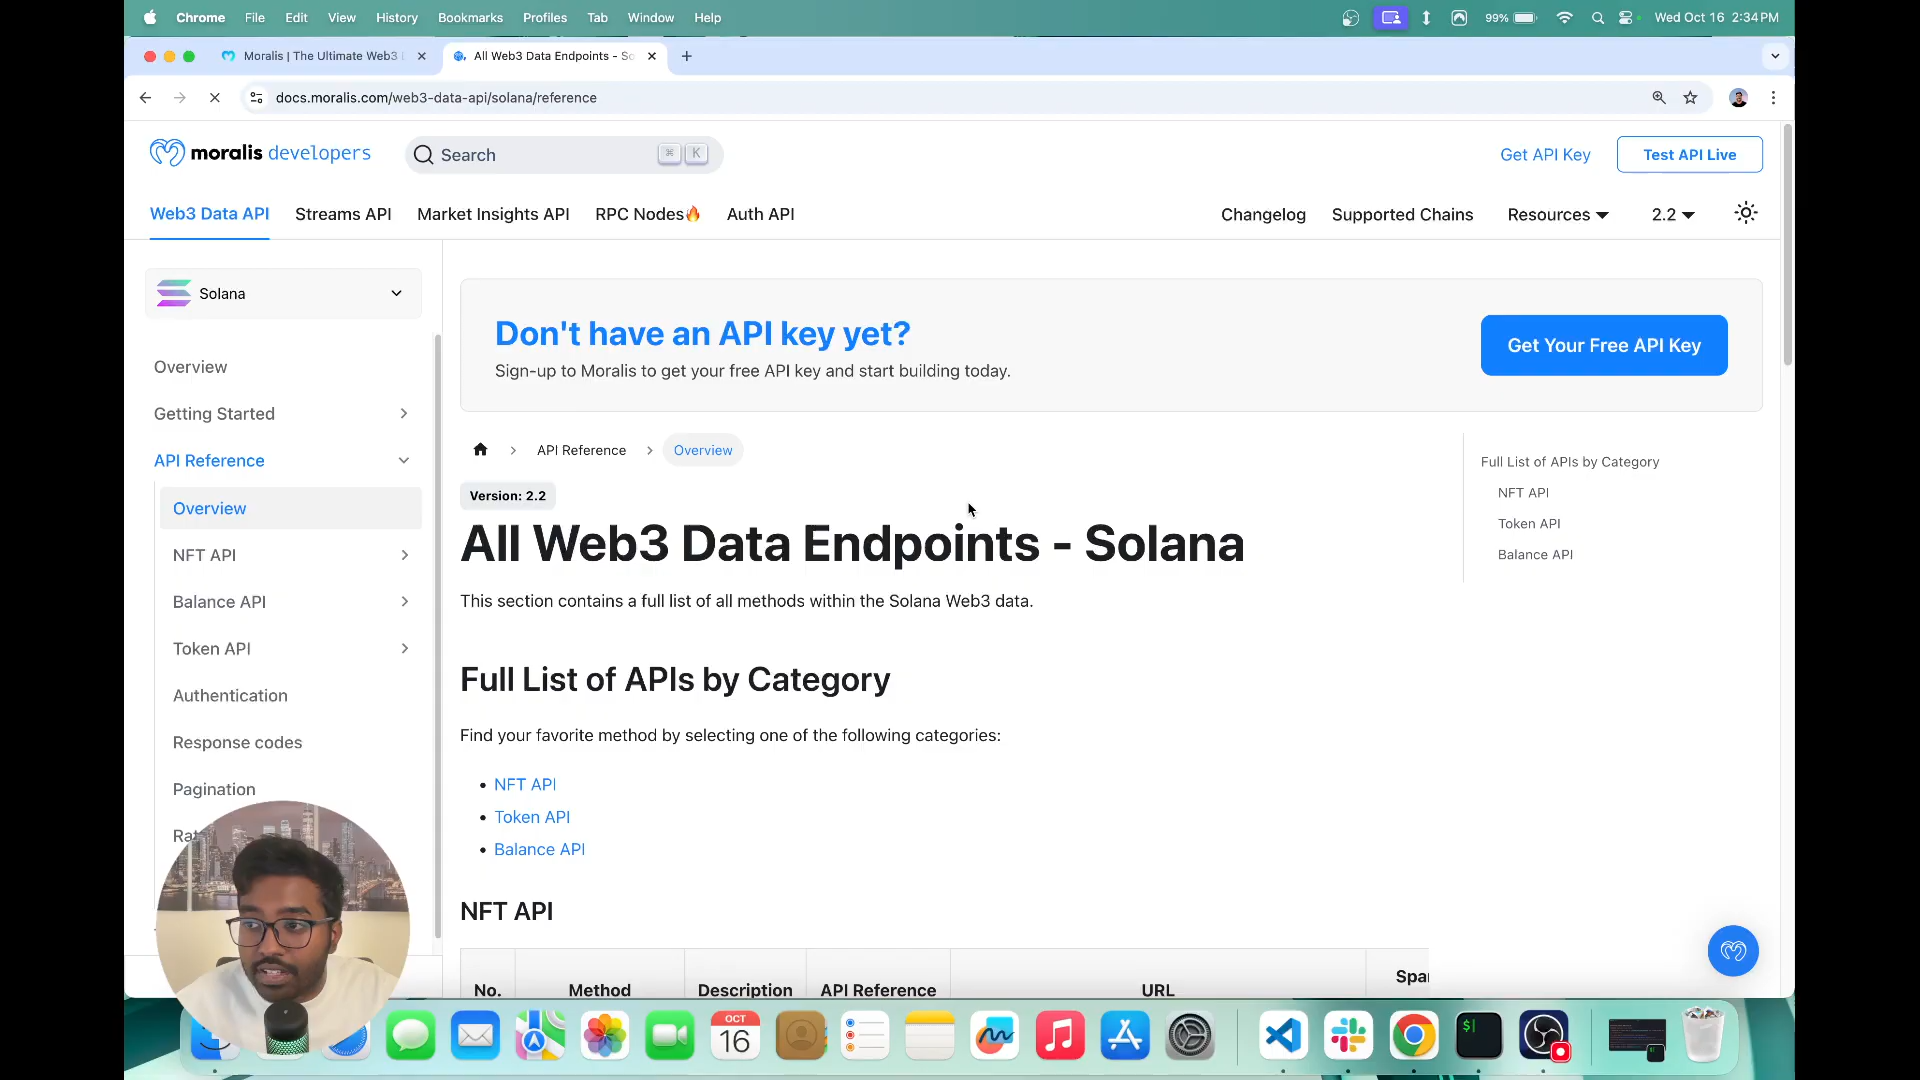 Chrome File Edit View History Bookmarks Profiles Tab Window Help 99% Wed Oct 16 2:34 PM
Moralis | The Ultimate Web3 All Web3 Data Endpoints - So
docs.moralis.com/web3-data-api/solana/reference
moralis developers Search ⌘ K Get API Key Test API Live
Web3 Data API Streams API Market Insights API RPC Nodes🔥 Auth API Changelog Supported Chains Resources 2.2
Solana
Overview
Getting Started
API Reference
Overview
NFT API
Balance API
Token API
Authentication
Response codes
Pagination
Don't have an API key yet?
Sign-up to Moralis to get your free API key and start building today.
Get Your Free API Key
API Reference Overview
Version: 2.2
All Web3 Data Endpoints - Solana
This section contains a full list of all methods within the Solana Web3 data.
Full List of APIs by Category
Find your favorite method by selecting one of the following categories:
• NFT API
• Token API
• Balance API
NFT API
No. Method Description API Reference URL
Full List of APIs by Category
NFT API
Token API
Balance API
OCT
16
$